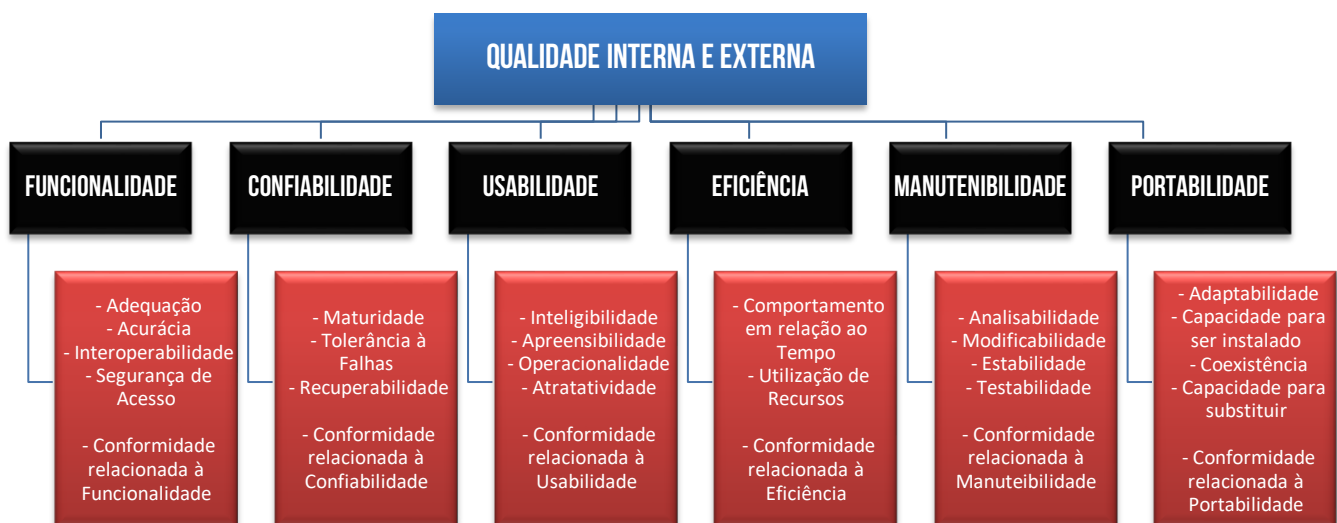 QUALIDADE INTERNA E EXTERNA
FUNCIONALIDADE
CONFIABILIDADE
USABILIDADE
EFICIÊNCIA
MANUTENIBILIDADE
PORTABILIDADE
- Adequação
- Acurácia
- Interoperabilidade
- Segurança de
Acesso
- Conformidade
relacionada à
Funcionalidade
- Maturidade
- Tolerância à
Falhas
- Recuperabilidade
- Conformidade
relacionada à
Confiabilidade
- Inteligibilidade
- Apreensibilidade
- Operacionalidade
- Atratatividade
- Conformidade
relacionada à
Usabilidade
- Comportamento
em relação ao
Tempo
- Utilização de
Recursos
- Conformidade
relacionada à
Eficiência
- Analisabilidade
- Modificabilidade
- Estabilidade
- Testabilidade
- Conformidade
relacionada à
Manuteibilidade
- Adaptabilidade
- Capacidade para
ser instalado
- Coexistência
- Capacidade para
substituir
- Conformidade
relacionada à
Portabilidade